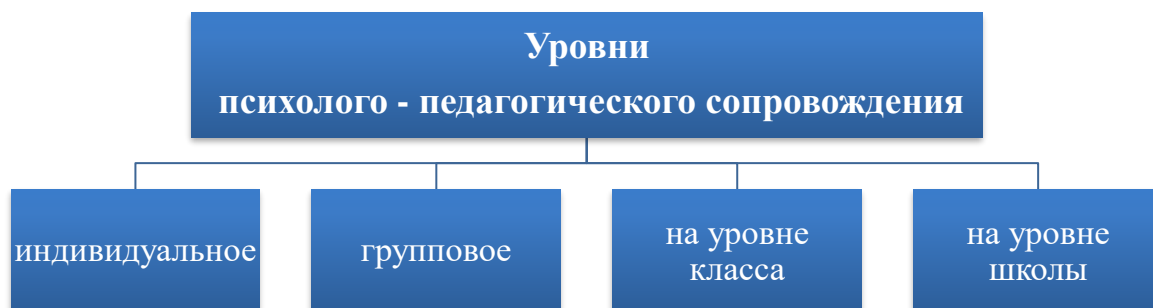 Уровни
психолого - педагогического сопровождения
индивидуальное
групповое
на уровне
класса
на уровне
школы